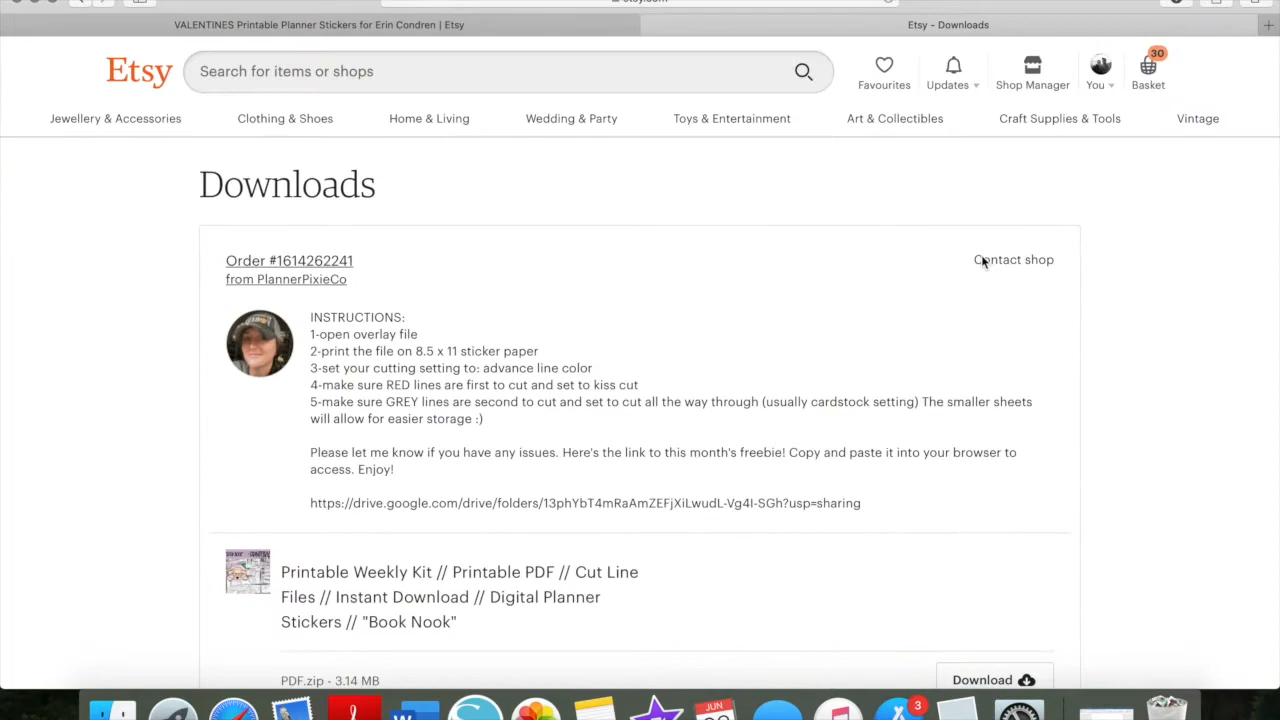 VALENTINES Printable Planner Stickers for Erin Condren | Etsy
Etsy - Downloads
Etsy
Search for items or shops
30
Favourites
Updates
Shop Manager
You
Basket
Jewellery & Accessories
Clothing & Shoes
Home & Living
Wedding & Party
Toys & Entertainment
Art & Collectibles
Craft Supplies & Tools
Vintage
Downloads
Order #1614262241
Contact shop
from PlannerPixieCo
INSTRUCTIONS:
1-open overlay file
2-print the file on 8.5 x 11 sticker paper
3-set your cutting setting to: advance line color
4-make sure RED lines are first to cut and set to kiss cut
5-make sure GREY lines are second to cut and set to cut all the way through (usually cardstock setting) The smaller sheets
will allow for easier storage :)
Please let me know if you have any issues. Here's the link to this month's freebie! Copy and paste it into your browser to
access. Enjoy!
https://drive.google.com/drive/folders/13phYbT4mRaAmZEFjXiLwudL-Vg4I-SGh?usp=sharing
Printable Weekly Kit // Printable PDF // Cut Line
Files // Instant Download // Digital Planner
Stickers // "Book Nook"
PDF.zip - 3.14 MB
Download
JUN
3